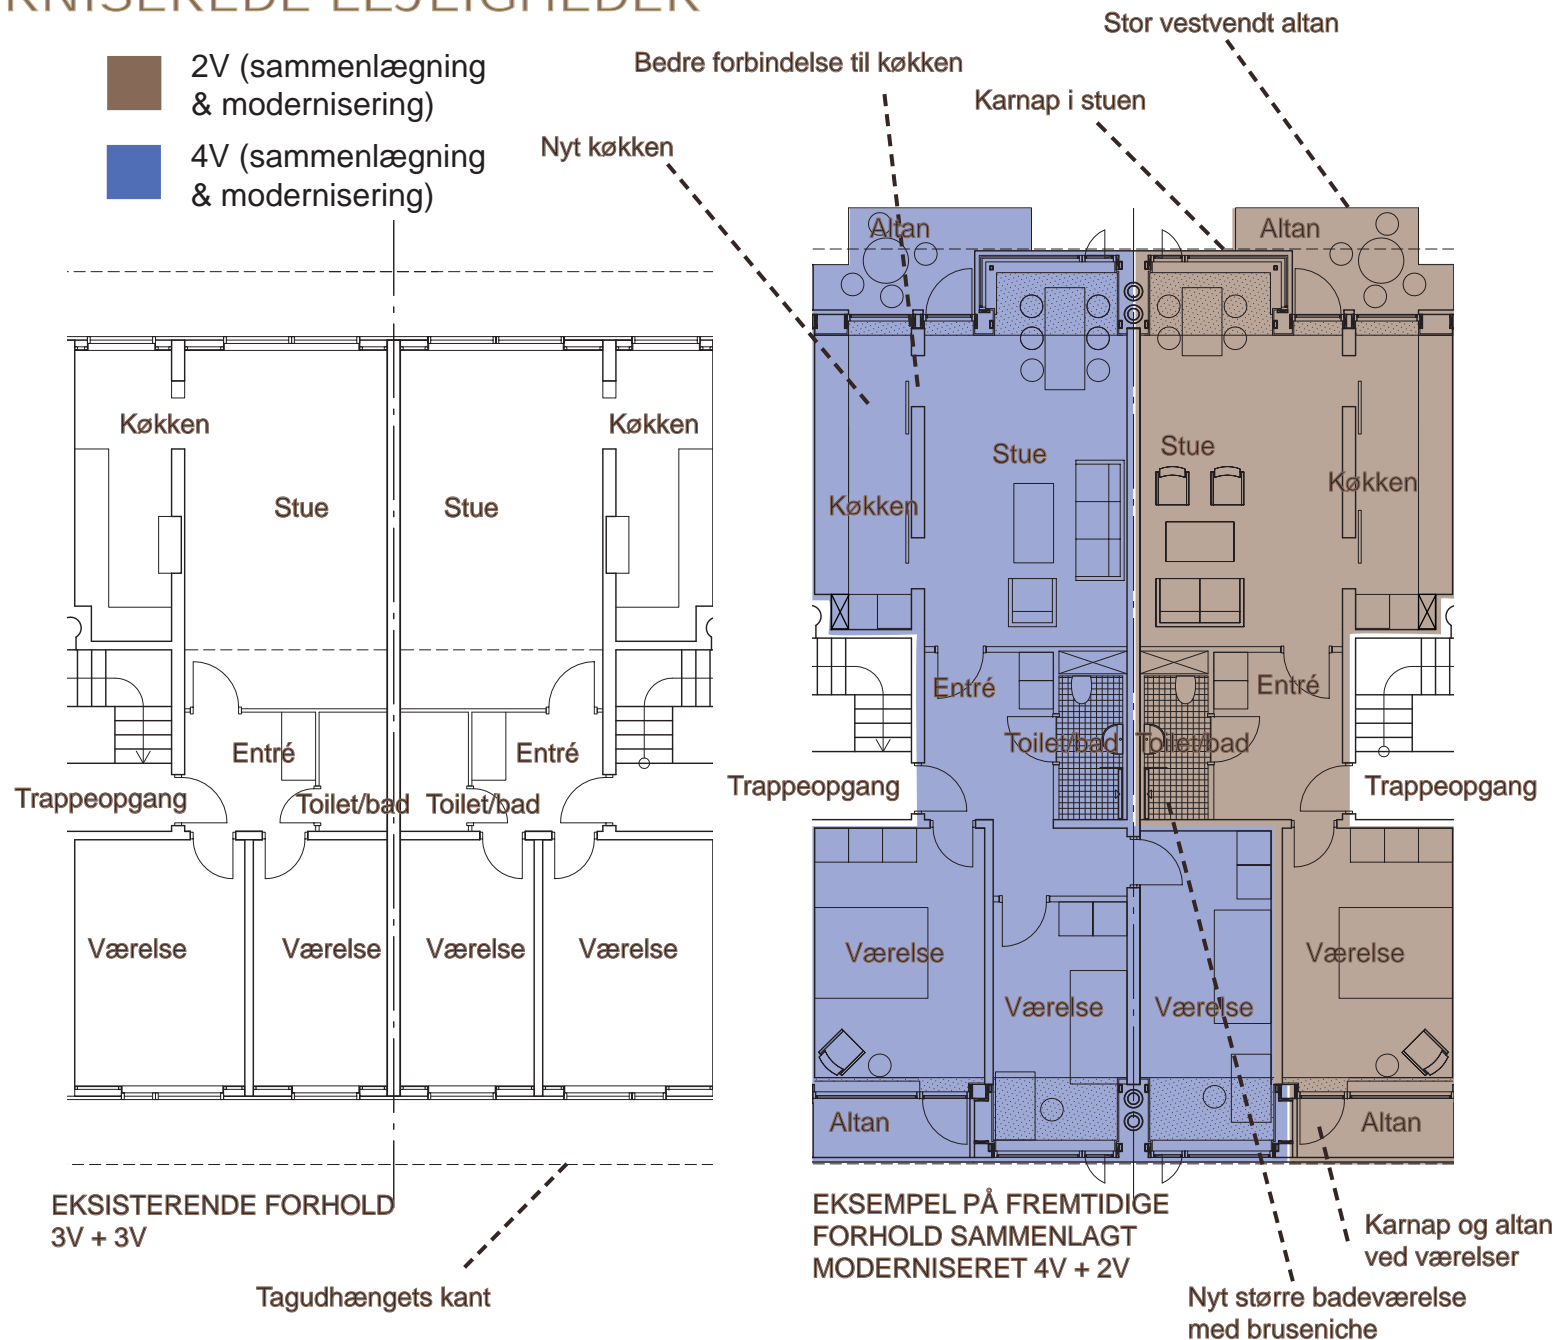 2V (sammenlægning
& modernisering)
4V (sammenlægning
& modernisering)
Stor vestvendt altan
Bedre forbindelse til køkken
Karnap i stuen
Nyt køkken
Altan
Altan
Køkken
Stue
Stue
Køkken
Køkken
Stue
Stue
Køkken
Entré
Entré
Toilet/bad
Toilet/bad
Trappeopgang
Entré
Entré
Toilet/bad
Toilet/bad
Trappeopgang
Trappeopgang
Værelse
Værelse
Værelse
Værelse
Værelse
Værelse
Værelse
Værelse
Altan
Altan
EKSISTERENDE FORHOLD
3V + 3V
Tagudhængets kant
EKSEMPEL PÅ FREMTIDIGE
FORHOLD SAMMENLAGT
MODERNISERET 4V + 2V
Karnap og altan
ved værelser
Nyt større badeværelse
med bruseniche